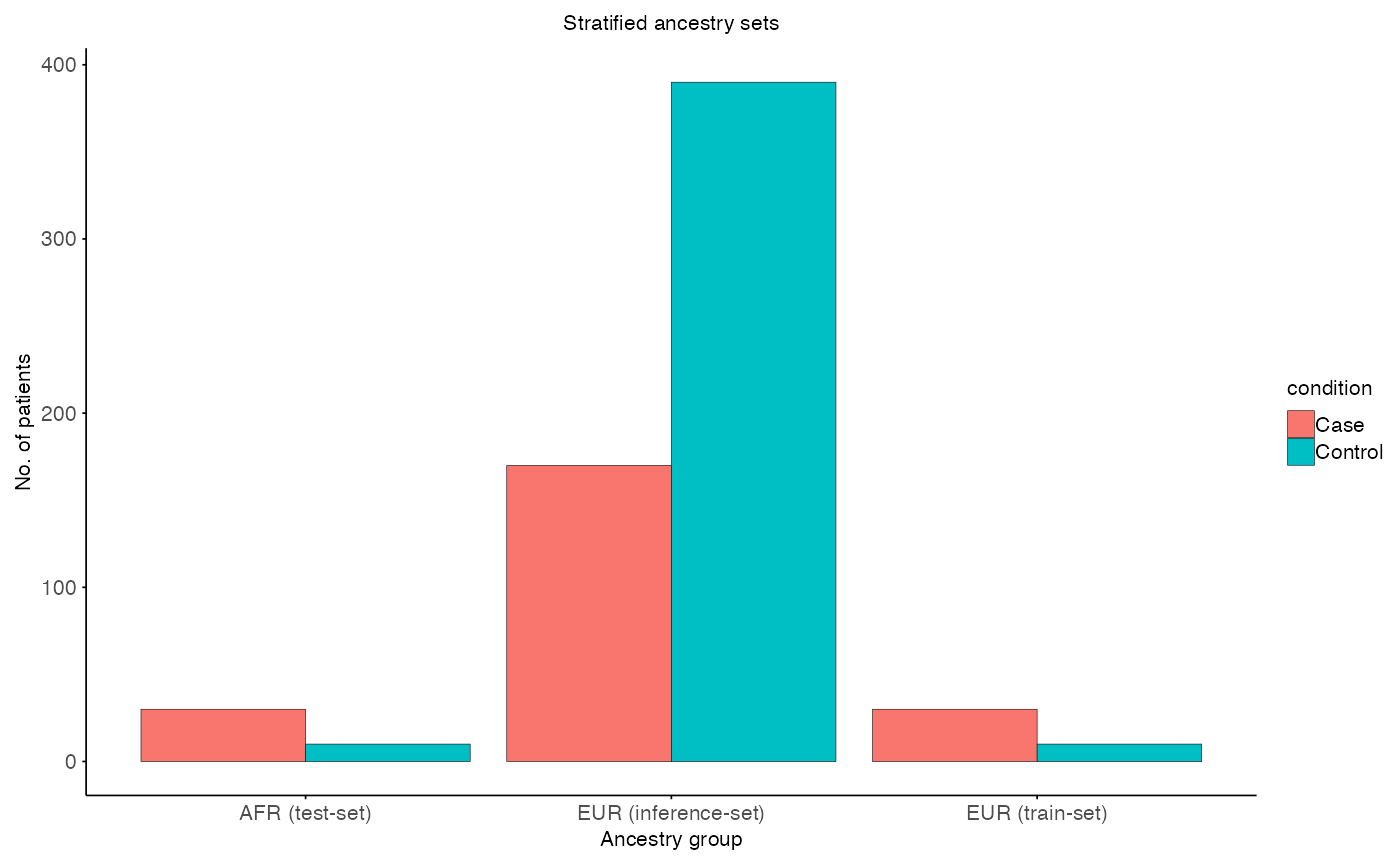 Stratified ancestry sets
400
300
200
100
0
No. of patients
AFR (test-set)
EUR (inference-set)
EUR (train-set)
Ancestry group
condition
Case
Control